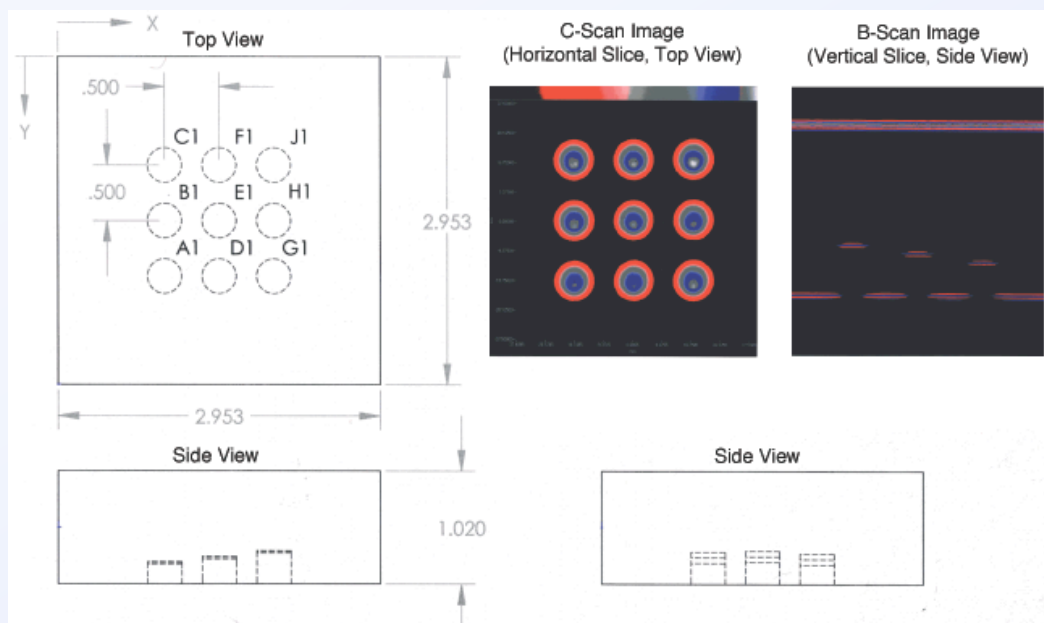 X
Top View
.500
Y
C1 F1 J1
.500
B1 E1 H1
2.953
A1 D1 G1
2.953
C-Scan Image
(Horizontal Slice, Top View)
B-Scan Image
(Vertical Slice, Side View)
Side View
1.020
Side View